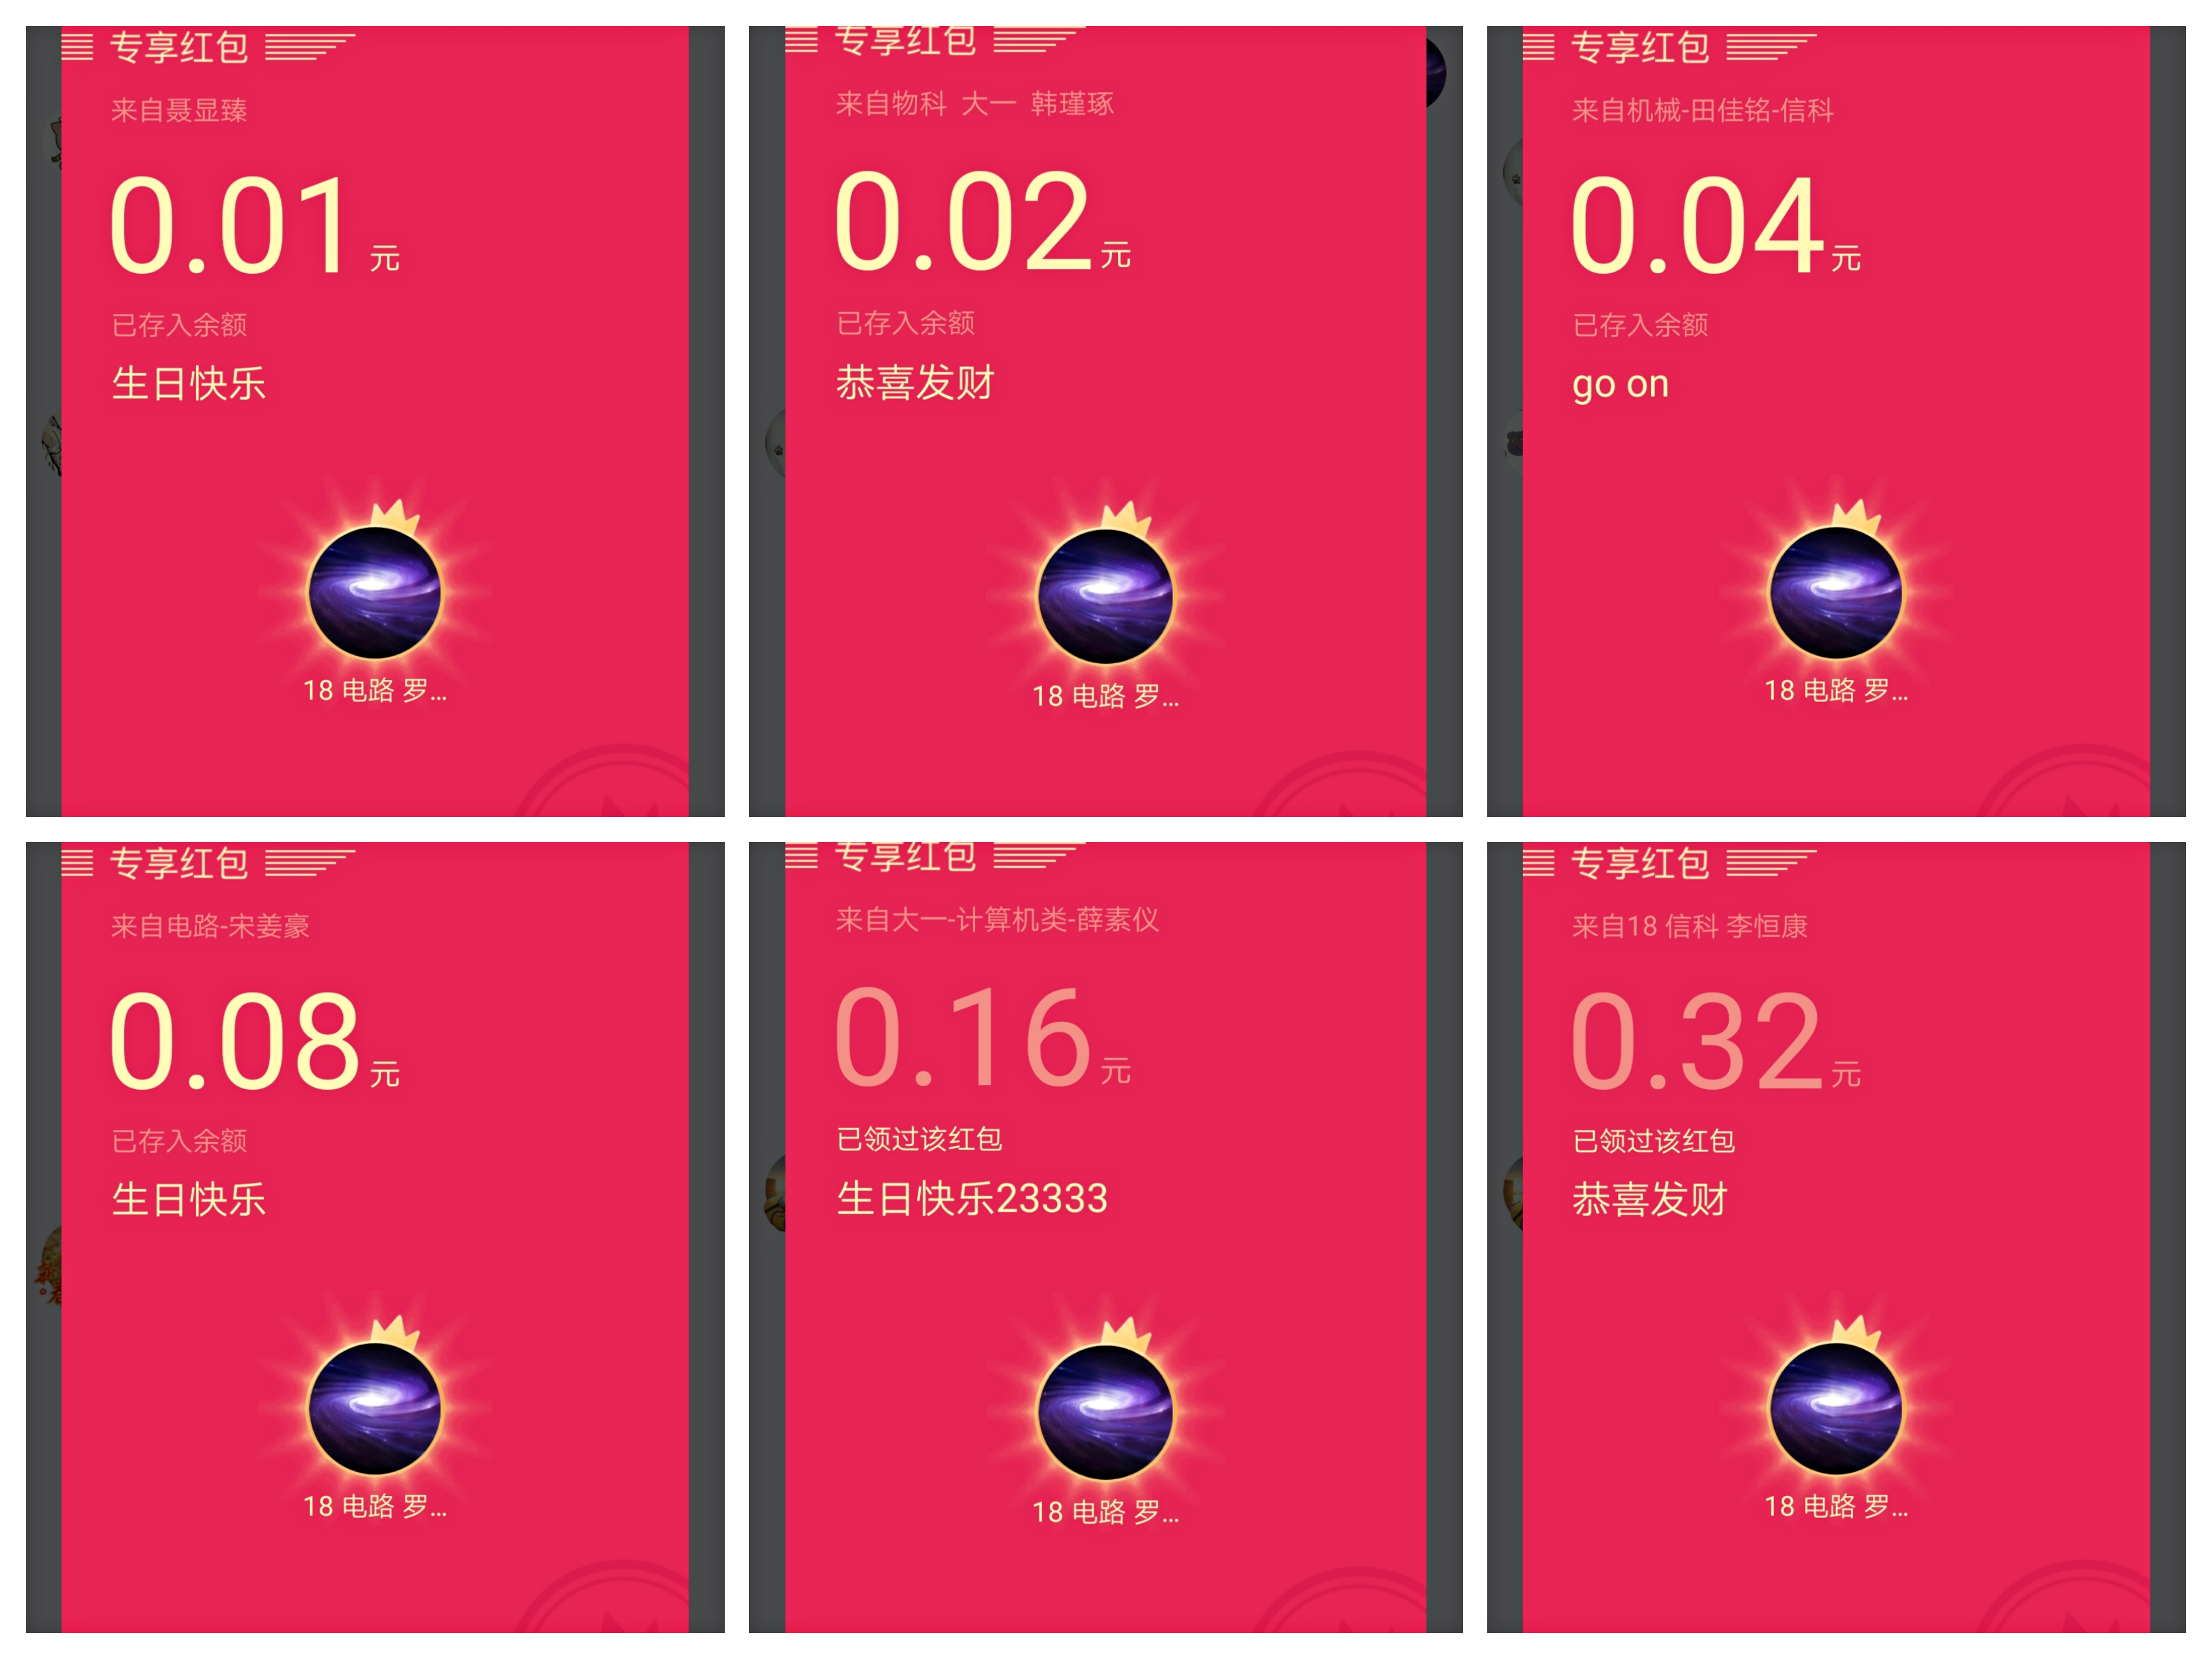 专享红包
来自聂显臻
0.01元
已存入余额
生日快乐
18 电路 罗...
专享红包
来自物科 大一 韩瑾琢
0.02元
已存入余额
恭喜发财
18 电路 罗...
专享红包
来自机械-田佳铭-信科
0.04元
已存入余额
go on
18 电路 罗...
专享红包
来自电路-宋姜豪
0.08元
已存入余额
生日快乐
18 电路 罗...
专享红包
来自大一-计算机类-薛素仪
0.16元
已领过该红包
生日快乐23333
18 电路 罗...
专享红包
来自18 信科 李恒康
0.32元
已领过该红包
恭喜发财
18 电路 罗...